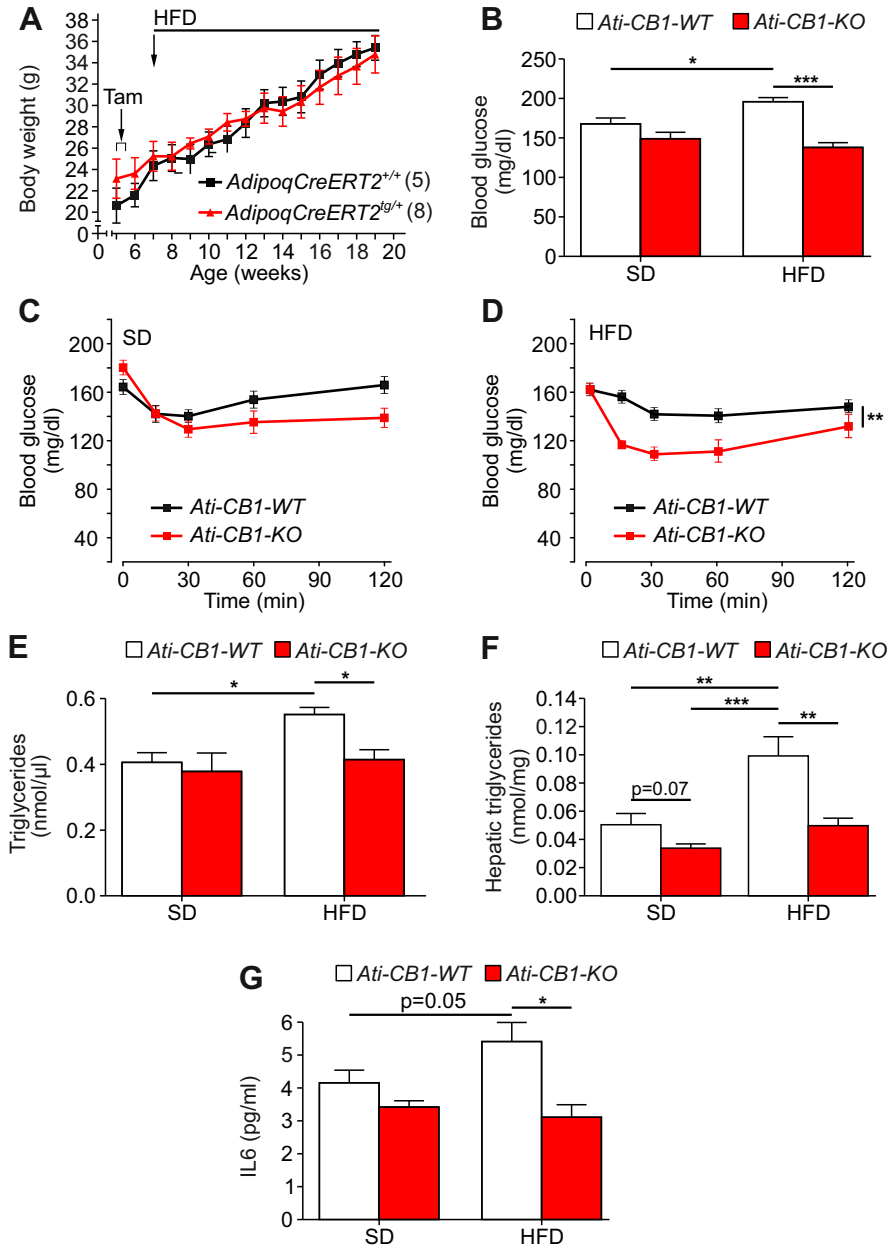 A
HFD
Tam
Body weight (g)
38
36
34
32
30
28
26
24
22
20
0
AdipoqCreERT2+/+ (5)
AdipoqCreERT2tg/+ (8)
0 4 6 8 10 12 14 16 18 20
Age (weeks)
B
Ati-CB1-WT Ati-CB1-KO
*
***
Blood glucose
(mg/dl)
250
200
150
100
50
0
SD HFD
C
SD
Blood glucose
(mg/dl)
200
160
120
80
40
Ati-CB1-WT
Ati-CB1-KO
0 30 60 90 120
Time (min)
D
HFD
Blood glucose
(mg/dl)
200
160
120
80
40
**
Ati-CB1-WT
Ati-CB1-KO
0 30 60 90 120
Time (min)
E
Ati-CB1-WT Ati-CB1-KO
* *
Triglycerides
(nmol/µl)
0.6
0.4
0.2
0.0
SD HFD
F
Ati-CB1-WT Ati-CB1-KO
**
***
**
p=0.07
Hepatic triglycerides
(nmol/mg)
0.14
0.12
0.10
0.08
0.06
0.04
0.02
0.00
SD HFD
G
Ati-CB1-WT Ati-CB1-KO
p=0.05 *
IL6 (pg/ml)
6
5
4
3
2
1
0
SD HFD